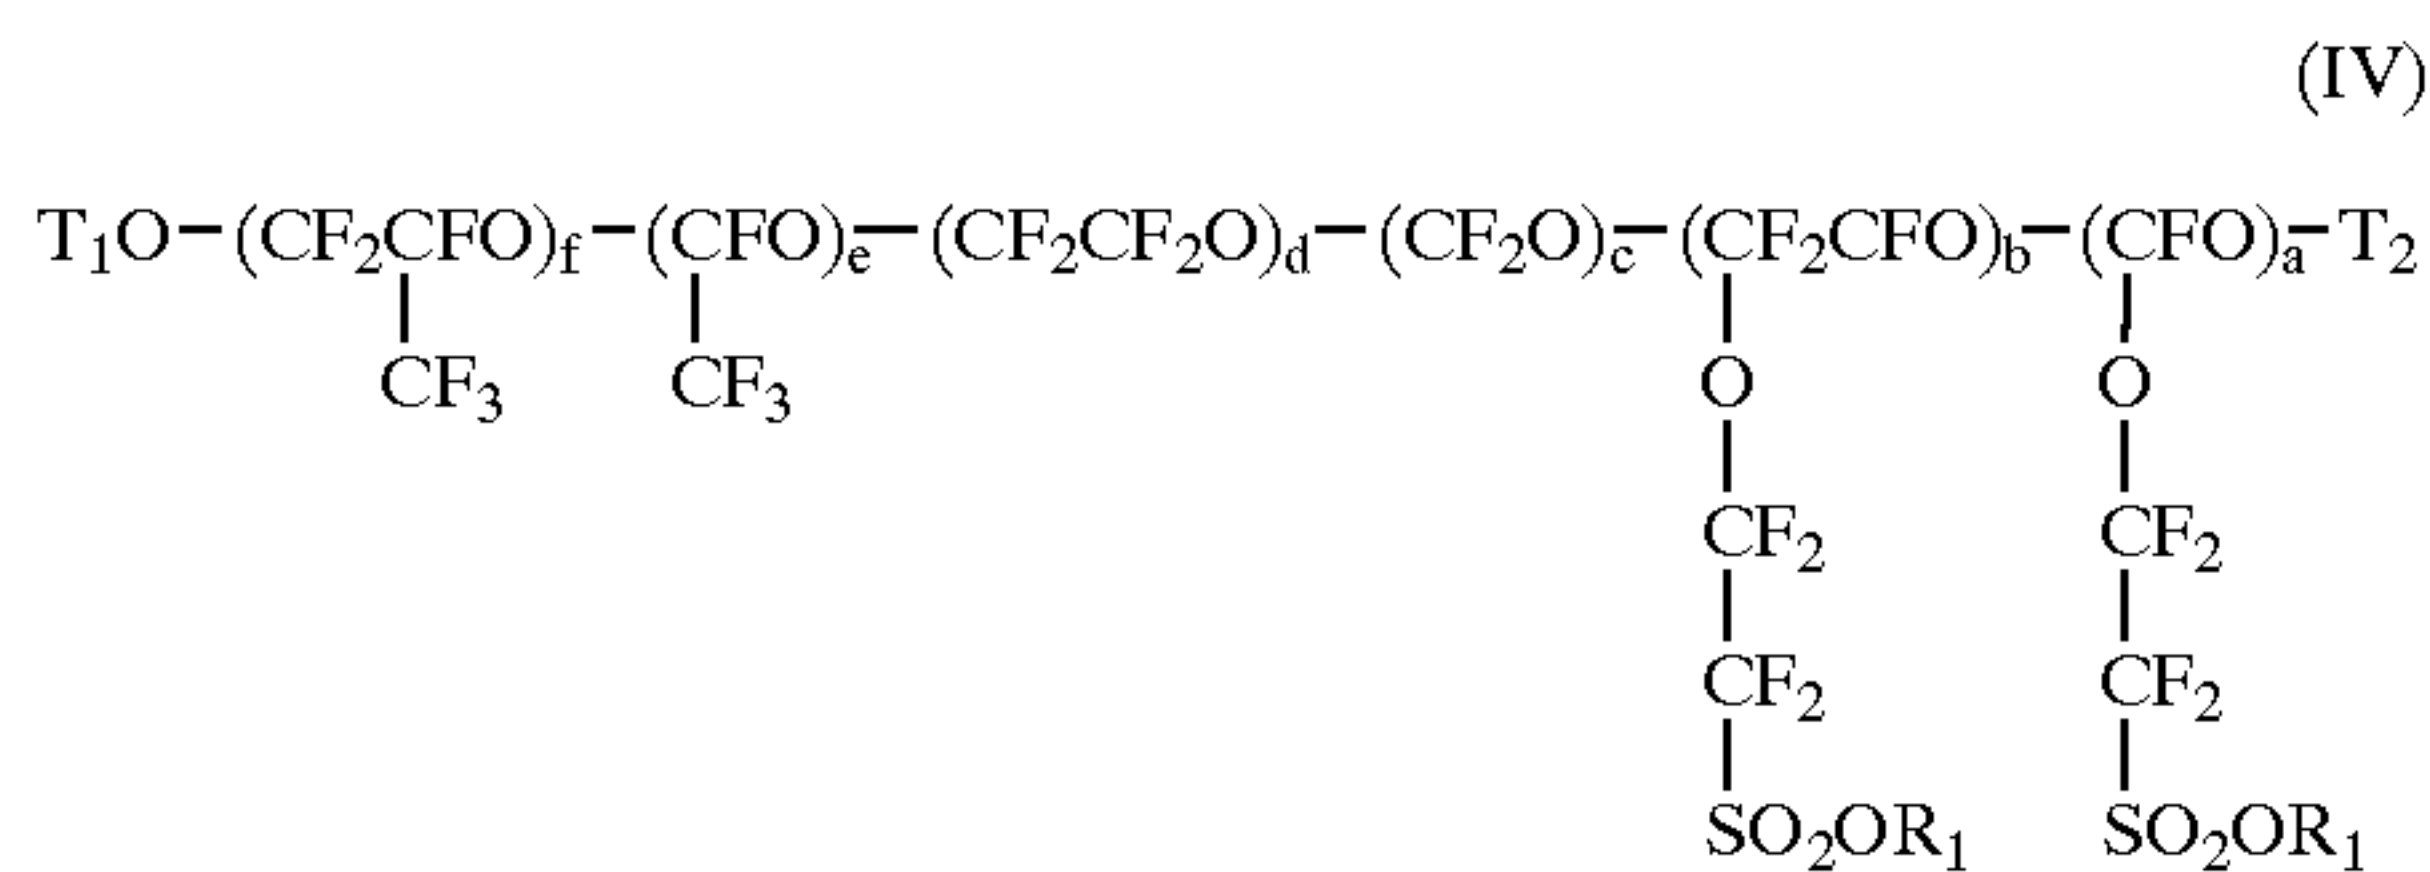 (IV)
T₁O—(CF₂CFO)f—(CFO)e—(CF₂CF₂O)d—(CF₂O)c—(CF₂CFO)b—(CFO)a—T₂
CF₃ CF₃ O O
CF₂ CF₂
CF₂ CF₂
SO₂OR₁ SO₂OR₁